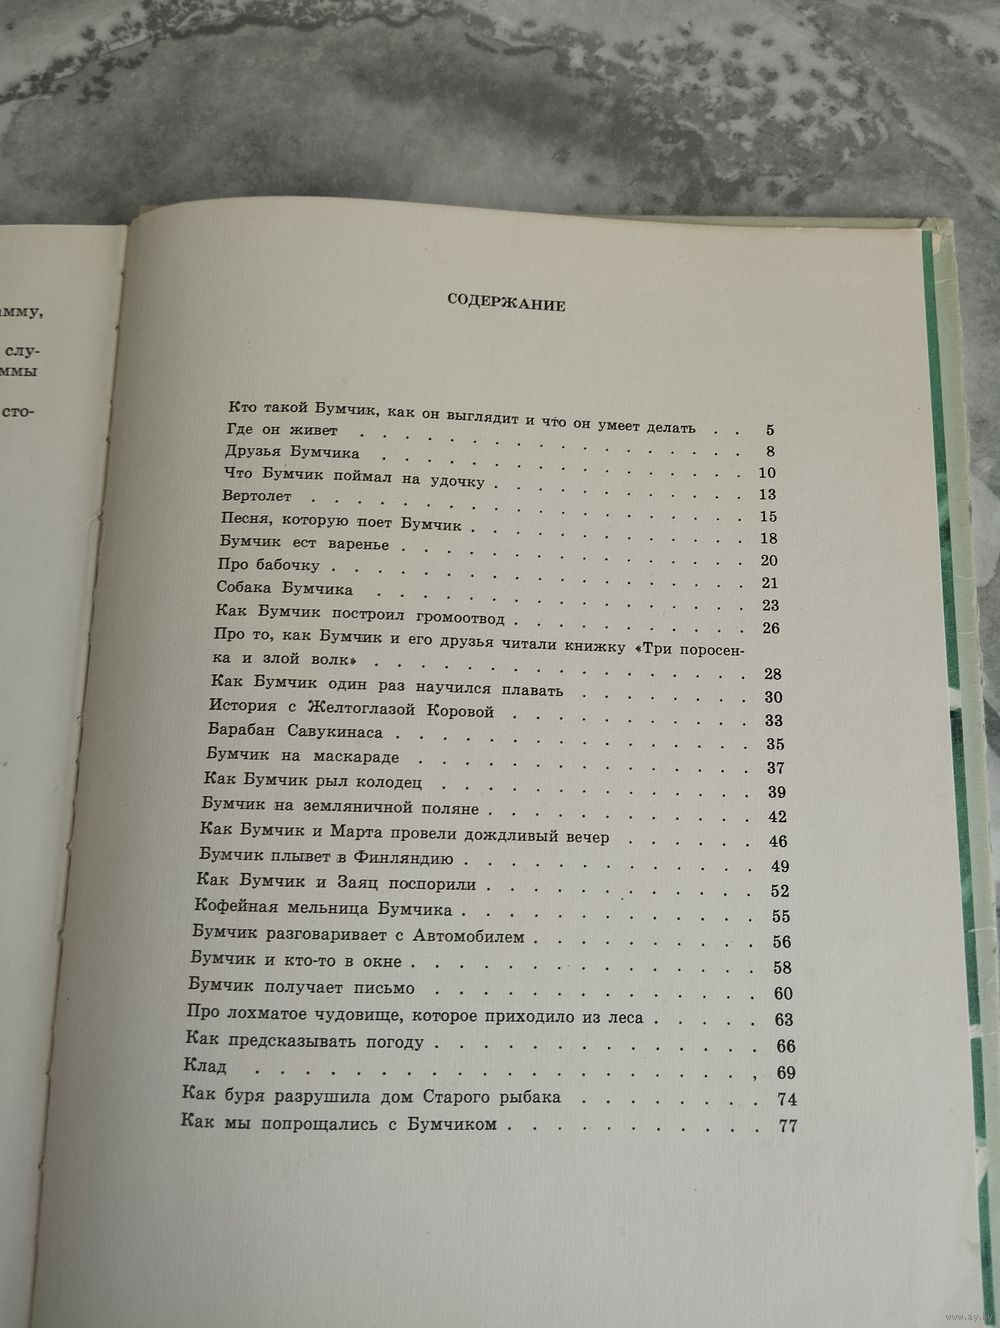 амму,
слу-
ммы
сто-
СОДЕРЖАНИЕ
Кто такой Бумчик, как он выглядит и что он умеет делать . . 5
Где он живет . . . . . . . . . . . . . . . . . 8
Друзья Бумчика . . . . . . . . . . . . . . . . 10
Что Бумчик поймал на удочку . . . . . . . . . . . . 13
Вертолет . . . . . . . . . . . . . . . . . . . 15
Песня, которую поет Бумчик . . . . . . . . . . . . 18
Бумчик ест варенье . . . . . . . . . . . . . . . 20
Про бабочку . . . . . . . . . . . . . . . . . . 21
Собака Бумчика . . . . . . . . . . . . . . . . 23
Как Бумчик построил громоотвод . . . . . . . . . . 26
Про то, как Бумчик и его друзья читали книжку «Три поросен-
ка и злой волк» . . . . . . . . . . . . . . . . 28
Как Бумчик один раз научился плавать . . . . . . . . 30
История с Желтоглазой Коровой . . . . . . . . . . . 33
Барабан Савукинаса . . . . . . . . . . . . . . . 35
Бумчик на маскараде . . . . . . . . . . . . . . 37
Как Бумчик рыл колодец . . . . . . . . . . . . . 39
Бумчик на земляничной поляне . . . . . . . . . . . 42
Как Бумчик и Марта провели дождливый вечер . . . . . . 46
Бумчик плывет в Финляндию . . . . . . . . . . . . 49
Как Бумчик и Заяц поспорили . . . . . . . . . . . 52
Кофейная мельница Бумчика . . . . . . . . . . . . 55
Бумчик разговаривает с Автомобилем . . . . . . . . . 56
Бумчик и кто-то в окне . . . . . . . . . . . . . . 58
Бумчик получает письмо . . . . . . . . . . . . . 60
Про лохматое чудовище, которое приходило из леса . . . . . 63
Как предсказывать погоду . . . . . . . . . . . . . 66
Клад . . . . . . . . . . . . . . . . . . . , 69
Как буря разрушила дом Старого рыбака . . . . . . . . 74
Как мы попрощались с Бумчиком . . . . . . . . . . . 77
www.ay.by